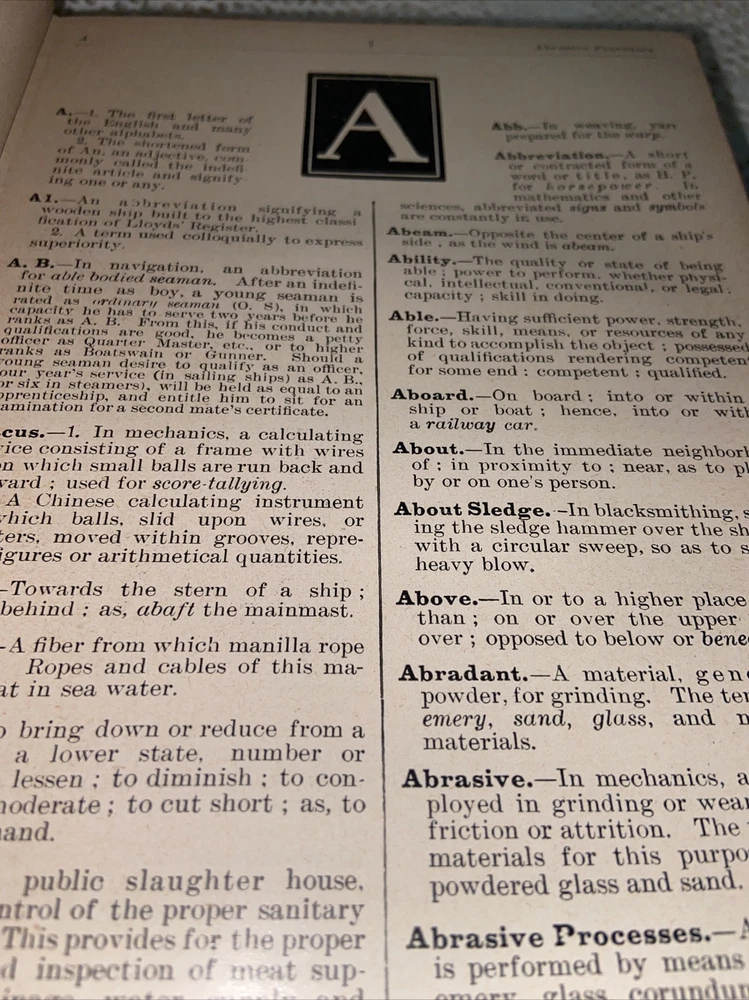 Abrasive Processes
A
A.—1. The first letter of
the English and many
other alphabets.
2. The shortened form
of An, an adjective, com-
monly called the indefi-
nite article and signify-
ing one or any.
A1.—An abbreviation signifying a
wooden ship built to the highest classi
fication of Lloyds' Register.
2. A term used colloquially to express
superiority.
A. B.—In navigation, an abbreviation
for able bodied seaman. After an indefi-
nite time as boy, a young seaman is
rated as ordinary seaman (O. S), in which
capacity he has to serve two years before he
ranks as A. B. From this, if his conduct and
qualifications are good, he becomes a petty
officer as Quarter Master, etc., or to higher
ranks as Boatswain or Gunner. Should a
young seaman desire to qualify as an officer,
our year's service (in sailing ships) as A. B.,
or six in steamers), will be held as equal to an
pprenticeship, and entitle him to sit for an
amination for a second mate's certificate.
cus.—1. In mechanics, a calculating
ice consisting of a frame with wires
n which small balls are run back and
ward ; used for score-tallying.
A Chinese calculating instrument
which balls, slid upon wires, or
ters, moved within grooves, repre-
igures or arithmetical quantities.
—Towards the stern of a ship ;
behind ; as, abaft the mainmast.
—A fiber from which manilla rope
Ropes and cables of this ma-
at in sea water.
o bring down or reduce from a
a lower state, number or
lessen ; to diminish ; to con-
moderate ; to cut short ; as, to
mand.
public slaughter house,
ntrol of the proper sanitary
This provides for the proper
d inspection of meat sup-
water supply and
Abb.—In weaving, yarn
prepared for the warp.
Abbreviation.—A short
or contracted form of a
word or title, as H. P.
for horsepower. In
mathematics and other
sciences, abbreviated signs and symbols
are constantly in use.
Abeam.—Opposite the center of a ship's
side, as the wind is abeam.
Ability.—The quality or state of being
able ; power to perform, whether physi-
cal, intellectual, conventional, or legal ;
capacity ; skill in doing.
Able.—Having sufficient power, strength,
force, skill, means, or resources of any
kind to accomplish the object ; possessed
of qualifications rendering competen
for some end : competent ; qualified.
Aboard.—On board ; into or within
ship or boat ; hence, into or with
a railway car.
About.—In the immediate neighborh
of ; in proximity to ; near, as to pl
by or on one's person.
About Sledge.—In blacksmithing, s
ing the sledge hammer over the sh
with a circular sweep, so as to s
heavy blow.
Above.—In or to a higher place
than ; on or over the upper
over ; opposed to below or bene
Abradant.—A material, gene
powder, for grinding. The ter
emery, sand, glass, and m
materials.
Abrasive.—In mechanics, a
ployed in grinding or wear
friction or attrition. The
materials for this purpo
powdered glass and sand.
Abrasive Processes.—A
is performed by means
emery, glass, corundum